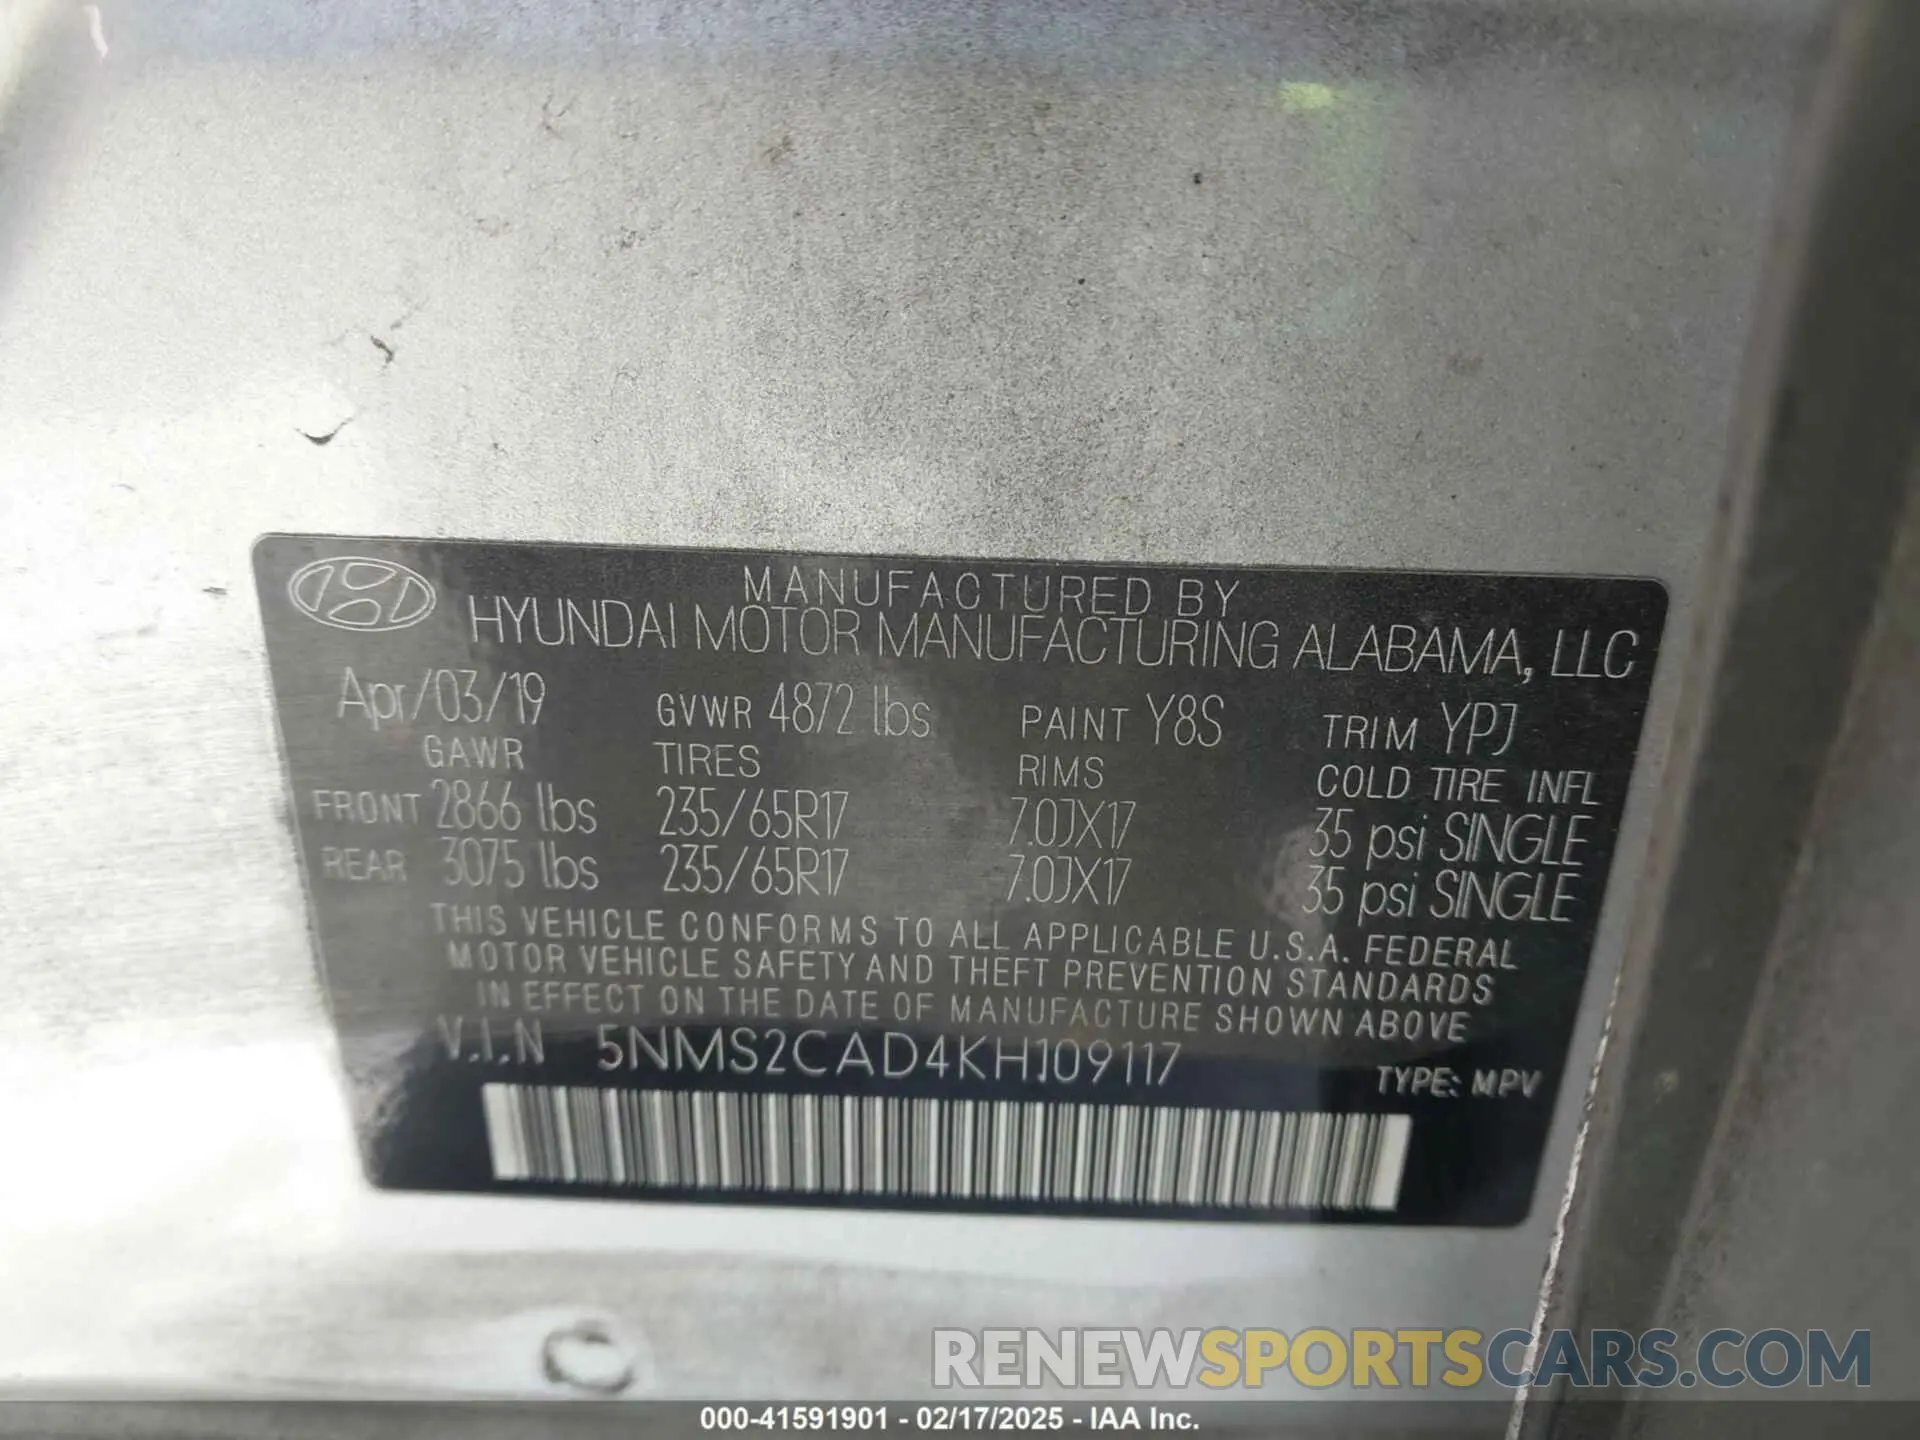 MANUFACTURED BY
HYUNDAI MOTOR MANUFACTURING ALABAMA, LLC
Apr/03/19 GVWR 4872 lbs PAINT Y8S TRIM YPJ
GAWR TIRES RIMS COLD TIRE INFL
FRONT 2866 lbs 235/65R17 7.0JX17 35 psi SINGLE
REAR 3075 lbs 235/65R17 7.0JX17 35 psi SINGLE
THIS VEHICLE CONFORMS TO ALL APPLICABLE U.S.A. FEDERAL
MOTOR VEHICLE SAFETY AND THEFT PREVENTION STANDARDS
IN EFFECT ON THE DATE OF MANUFACTURE SHOWN ABOVE
V.I.N 5NMS2CAD4KH109117
TYPE: MPV
RENEWSPORTSCARS.COM
000-41591901 - 02/17/2025 - IAA Inc.